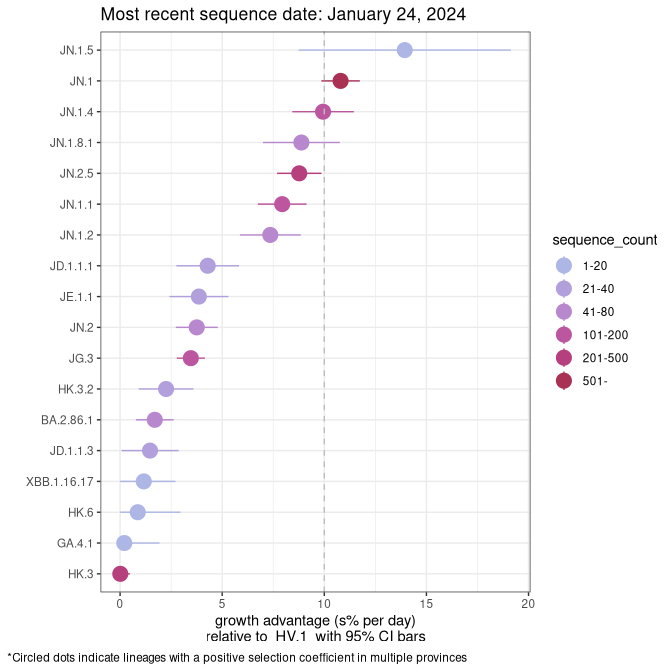 Most recent sequence date: January 24, 2024
JN.1.5
JN.1
JN.1.4
JN.1.8.1
JN.2.5
JN.1.1
JN.1.2
JD.1.1.1
JE.1.1
JN.2
JG.3
HK.3.2
BA.2.86.1
JD.1.1.3
XBB.1.16.17
HK.6
GA.4.1
HK.3
0 5 10 15 20
growth advantage (s% per day)
relative to HV.1 with 95% CI bars
sequence_count
1-20
21-40
41-80
101-200
201-500
501-
*Circled dots indicate lineages with a positive selection coefficient in multiple provinces